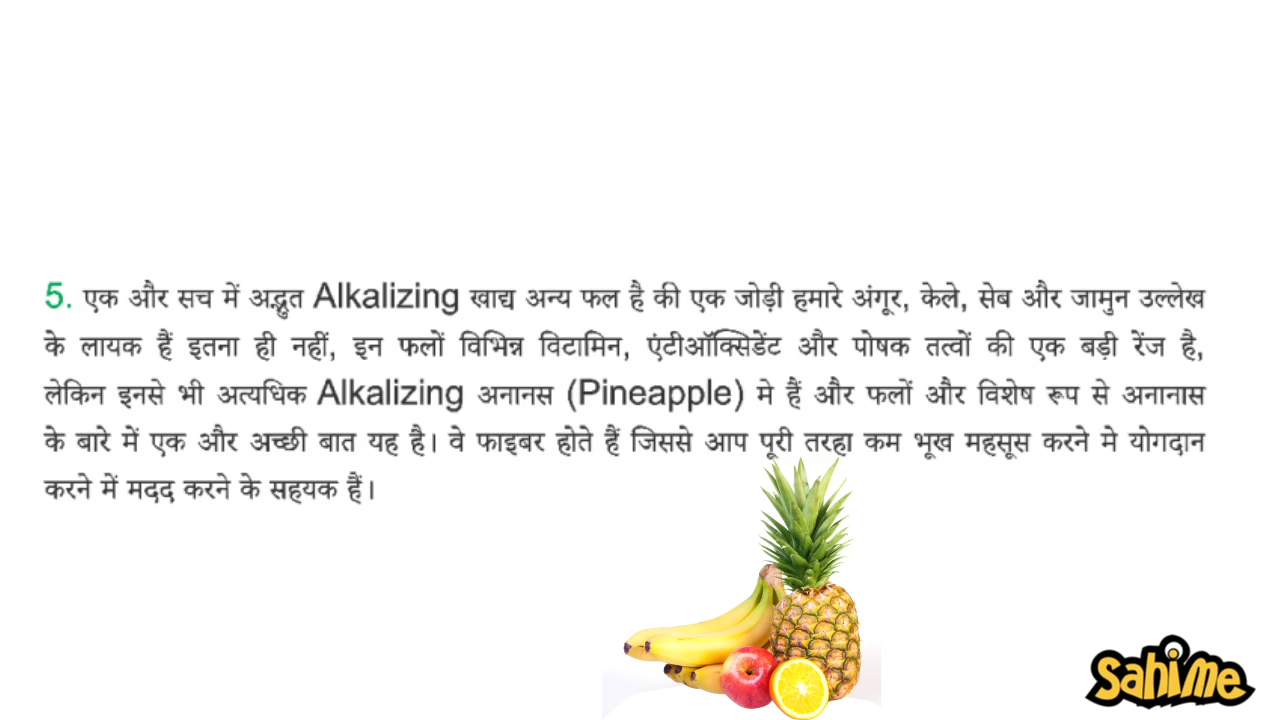 5. एक और सच में अद्भुत Alkalizing खाद्य अन्य फल है की एक जोड़ी हमारे अंगूर, केले, सेब और जामुन उल्लेख
के लायक हैं इतना ही नहीं, इन फलों विभिन्न विटामिन, एंटीऑक्सिडेंट और पोषक तत्वों की एक बड़ी रेंज है,
लेकिन इनसे भी अत्यधिक Alkalizing अनानस (Pineapple) मे हैं और फलों और विशेष रूप से अनानास
के बारे में एक और अच्छी बात यह है। वे फाइबर होते हैं जिससे आप पूरी तरहा कम भूख महसूस करने मे योगदान
करने में मदद करने के सहयक हैं।
Sahime